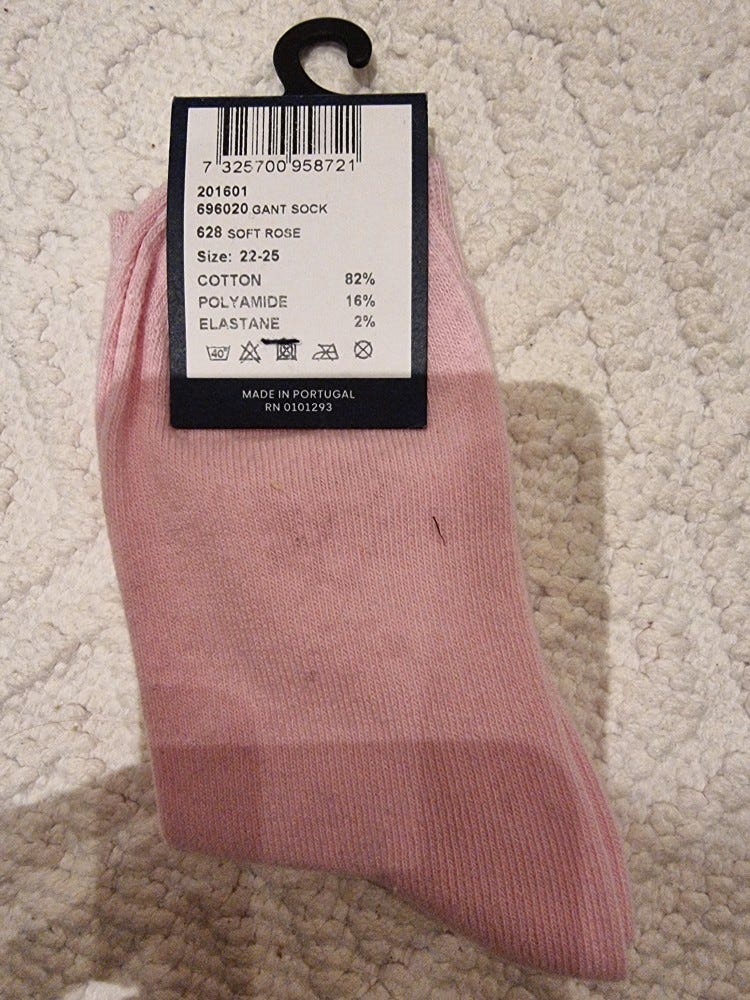 7 325700 958721
201601
696020 GANT SOCK
628 SOFT ROSE
Size: 22-25
COTTON 82%
POLYAMIDE 16%
ELASTANE 2%
40°
MADE IN PORTUGAL
RN 0101293